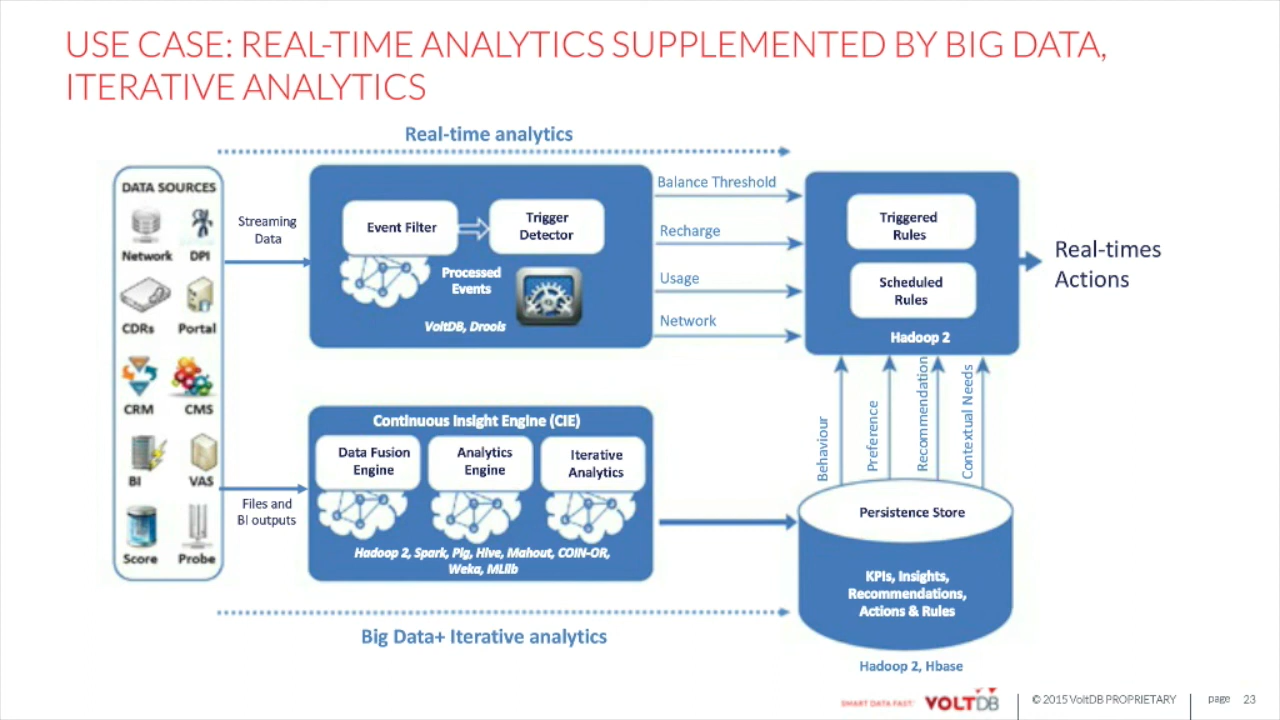 USE CASE: REAL-TIME ANALYTICS SUPPLEMENTED BY BIG DATA,
ITERATIVE ANALYTICS
Real-time analytics
DATA SOURCES
Network DPI
CDRs Portal
CRM CMS
BI VAS
Score Probe
Streaming
Data
Event Filter
Trigger
Detector
Processed
Events
VoltDB, Drools
Balance Threshold
Recharge
Usage
Network
Triggered
Rules
Scheduled
Rules
Hadoop 2
Real-times
Actions
Files and
BI outputs
Continuous Insight Engine (CIE)
Data Fusion
Engine
Analytics
Engine
Iterative
Analytics
Hadoop 2, Spark, Pig, Hive, Mahout, COIN-OR,
Weka, MLlib
Behaviour
Preference
Recommendation
Contextual Needs
Persistence Store
KPIs, Insights,
Recommendations,
Actions & Rules
Hadoop 2, Hbase
Big Data+ Iterative analytics
SMART DATA FAST. VOLTDB
© 2015 VoltDB PROPRIETARY
page 23